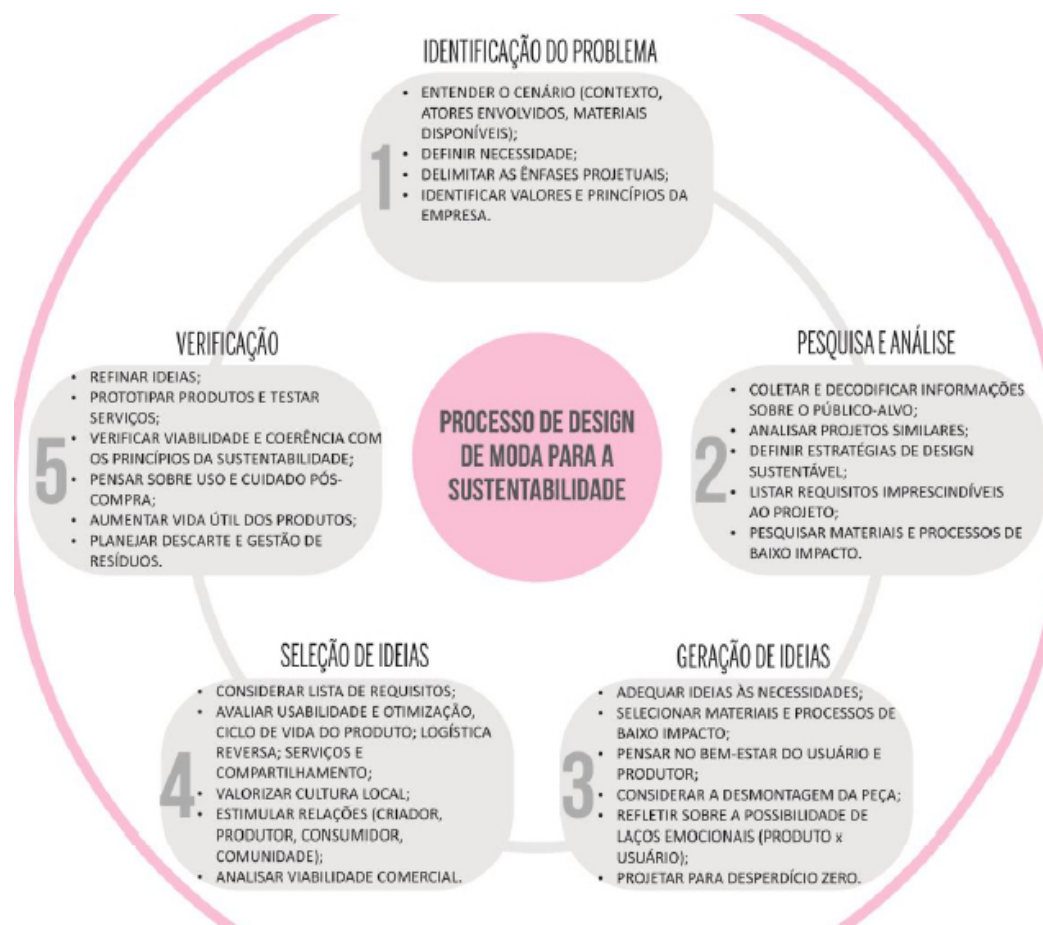 IDENTIFICAÇÃO DO PROBLEMA
1
• ENTENDER O CENÁRIO (CONTEXTO,
ATORES ENVOLVIDOS, MATERIAIS
DISPONÍVEIS);
• DEFINIR NECESSIDADE;
• DELIMITAR AS ÊNFASES PROJETUAIS;
• IDENTIFICAR VALORES E PRINCÍPIOS DA
EMPRESA.
PROCESSO DE DESIGN
DE MODA PARA A
SUSTENTABILIDADE
PESQUISA E ANÁLISE
2
• COLETAR E DECODIFICAR INFORMAÇÕES
SOBRE O PÚBLICO-ALVO;
• ANALISAR PROJETOS SIMILARES;
• DEFINIR ESTRATÉGIAS DE DESIGN
SUSTENTÁVEL;
• LISTAR REQUISITOS IMPRESCINDÍVEIS
AO PROJETO;
• PESQUISAR MATERIAIS E PROCESSOS DE
BAIXO IMPACTO.
GERAÇÃO DE IDEIAS
3
• ADEQUAR IDEIAS ÀS NECESSIDADES;
• SELECIONAR MATERIAIS E PROCESSOS DE
BAIXO IMPACTO;
• PENSAR NO BEM-ESTAR DO USUÁRIO E
PRODUTOR;
• CONSIDERAR A DESMONTAGEM DA PEÇA;
• REFLETIR SOBRE A POSSIBILIDADE DE
LAÇOS EMOCIONAIS (PRODUTO x
USUÁRIO);
• PROJETAR PARA DESPERDÍCIO ZERO.
SELEÇÃO DE IDEIAS
4
• CONSIDERAR LISTA DE REQUISITOS;
• AVALIAR USABILIDADE E OTIMIZAÇÃO,
CICLO DE VIDA DO PRODUTO; LOGÍSTICA
REVERSA; SERVIÇOS E
COMPARTILHAMENTO;
• VALORIZAR CULTURA LOCAL;
• ESTIMULAR RELAÇÕES (CRIADOR,
PRODUTOR, CONSUMIDOR,
COMUNIDADE);
• ANALISAR VIABILIDADE COMERCIAL.
VERIFICAÇÃO
5
• REFINAR IDEIAS;
• PROTOTIPAR PRODUTOS E TESTAR
SERVIÇOS;
• VERIFICAR VIABILIDADE E COERÊNCIA COM
OS PRINCÍPIOS DA SUSTENTABILIDADE;
• PENSAR SOBRE USO E CUIDADO PÓS-
COMPRA;
• AUMENTAR VIDA ÚTIL DOS PRODUTOS;
• PLANEJAR DESCARTE E GESTÃO DE
RESÍDUOS.